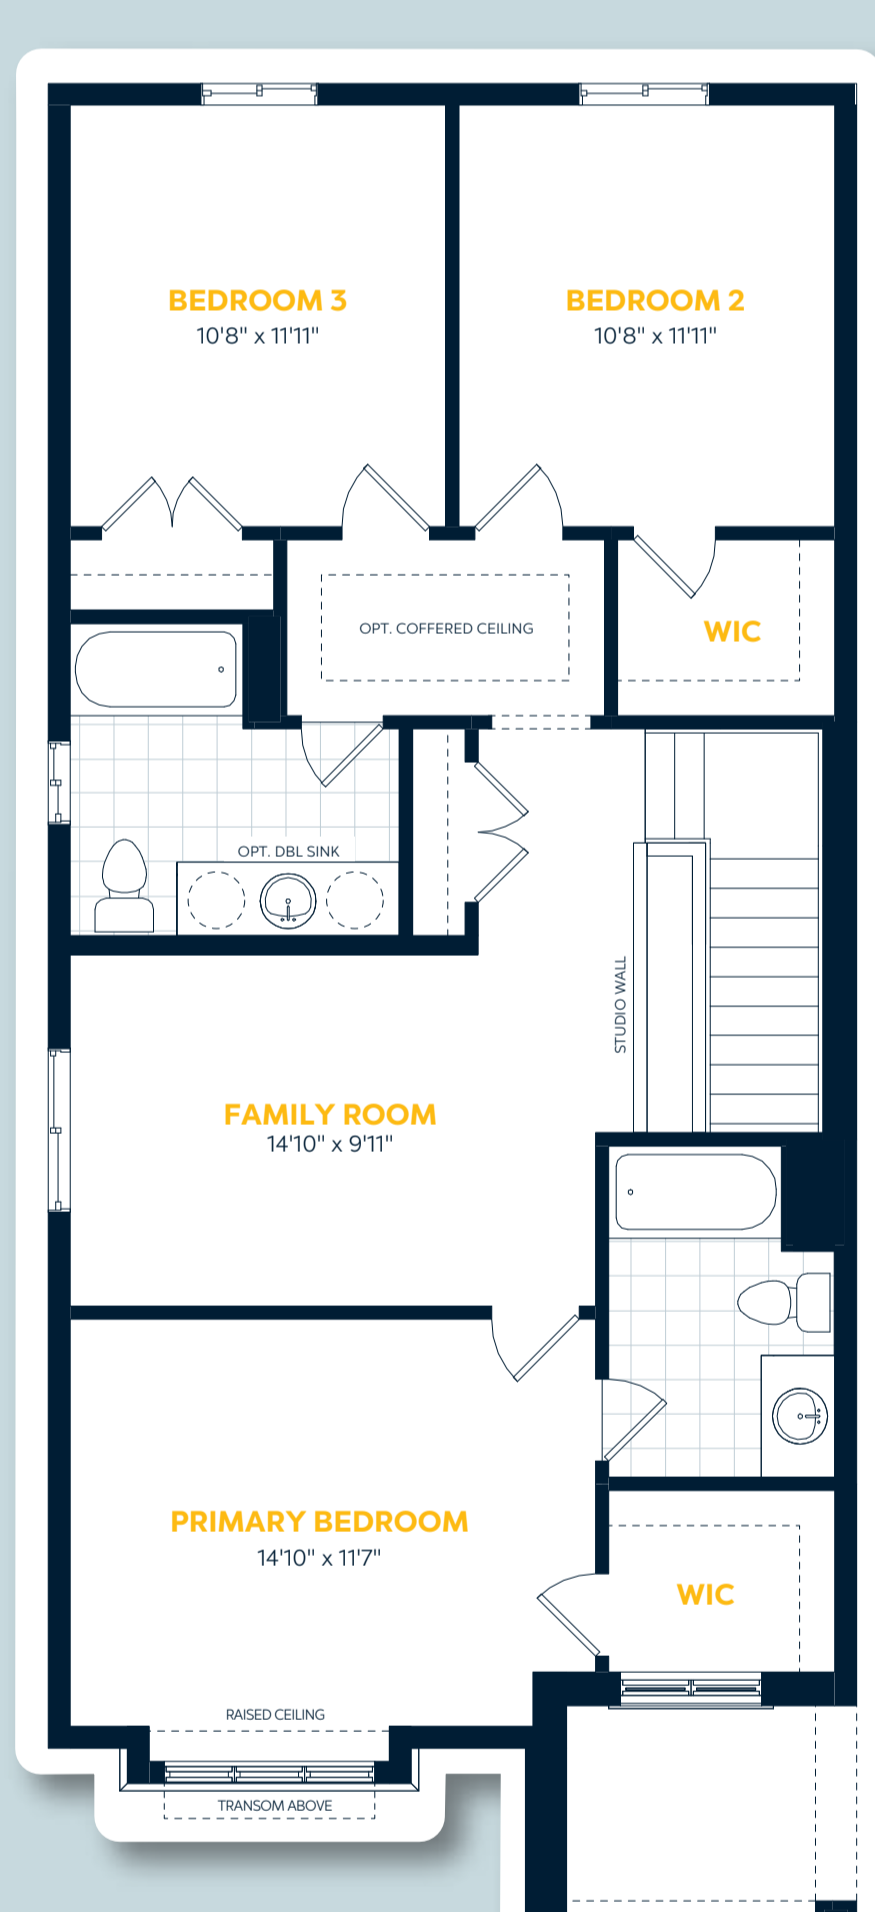 BEDROOM 3
10'8" x 11'11"
BEDROOM 2
10'8" x 11'11"
OPT. COFFERED CEILING
WIC
OPT. DBL SINK
STUDIO WALL
FAMILY ROOM
14'10" x 9'11"
PRIMARY BEDROOM
14'10" x 11'7"
WIC
RAISED CEILING
TRANSOM ABOVE